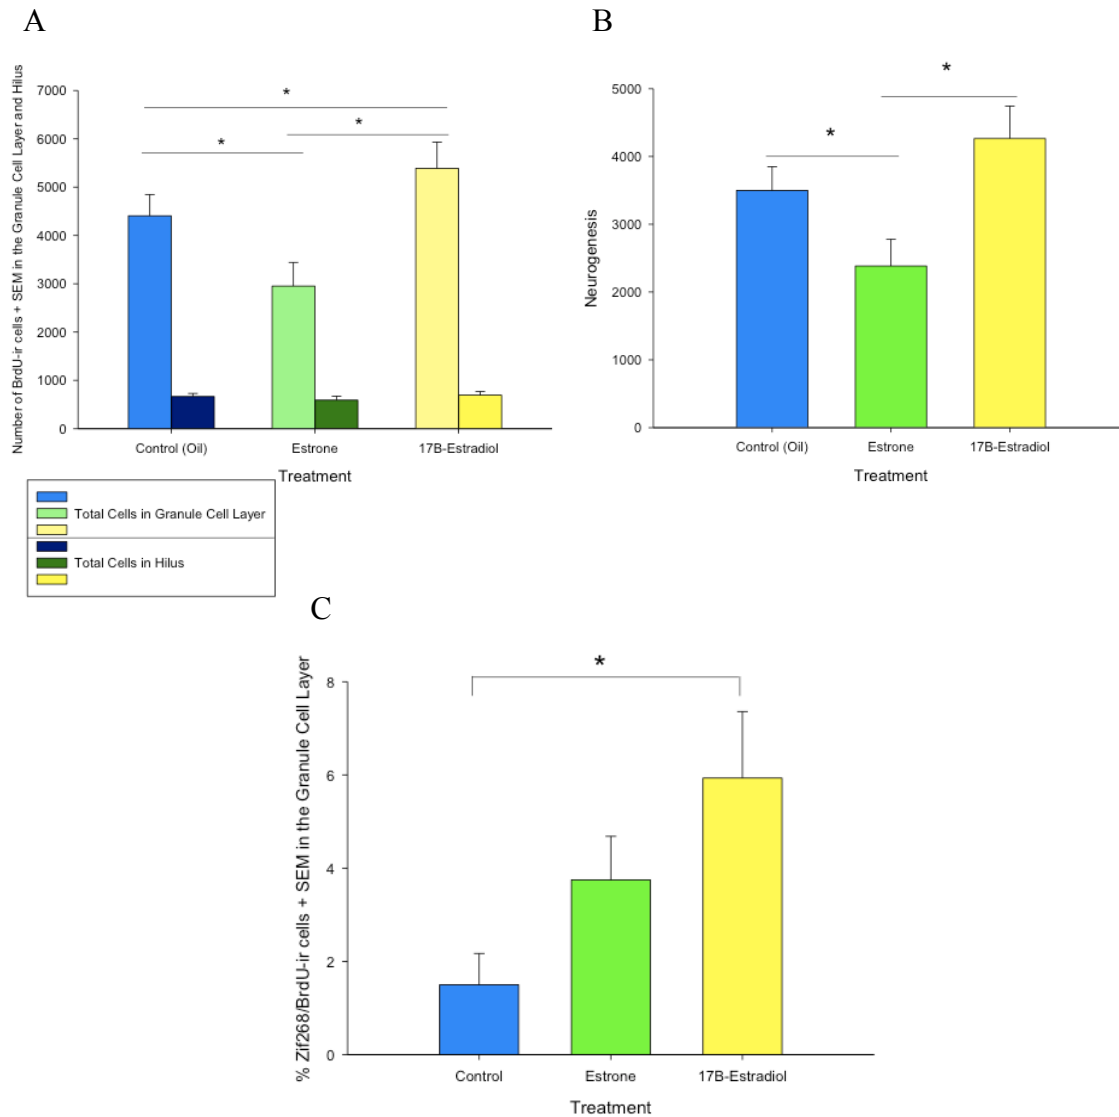 A
Number of BrdU-ir cells + SEM in the Granule Cell Layer and Hilus
7000
6000
5000
4000
3000
2000
1000
0
*
*
*
Control (Oil)
Estrone
17B-Estradiol
Treatment
Total Cells in Granule Cell Layer
Total Cells in Hilus
B
Neurogenesis
5000
4000
3000
2000
1000
0
*
*
Control (Oil)
Estrone
17B-Estradiol
Treatment
C
% Zif268/BrdU-ir cells + SEM in the Granule Cell Layer
8
6
4
2
0
*
Control
Estrone
17B-Estradiol
Treatment